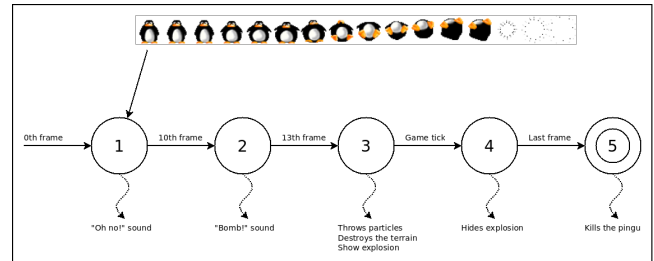 0th frame
1
10th frame
2
13th frame
3
Game tick
4
Last frame
5
"Oh no!" sound
"Bomb!" sound
Throws particles
Destroys the terrain
Show explosion
Hides explosion
Kills the pingu